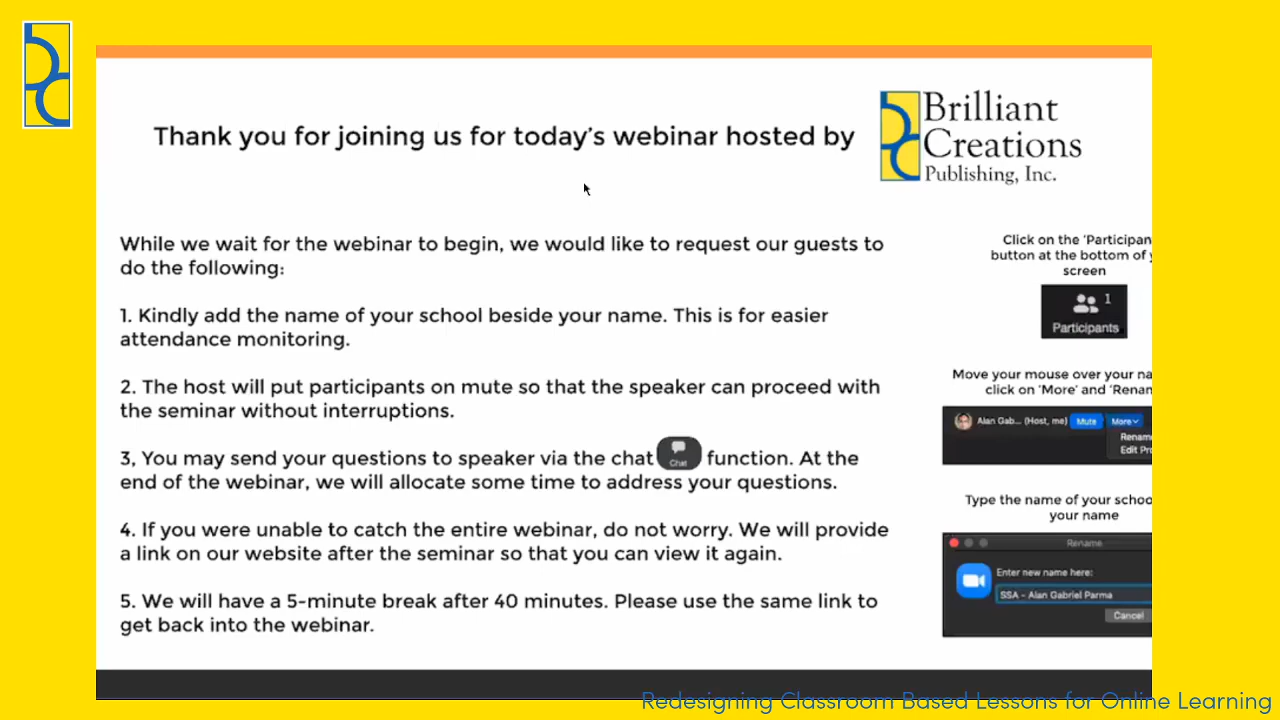 Thank you for joining us for today's webinar hosted by
Brilliant
Creations
Publishing, Inc.
While we wait for the webinar to begin, we would like to request our guests to
do the following:
1. Kindly add the name of your school beside your name. This is for easier
attendance monitoring.
2. The host will put participants on mute so that the speaker can proceed with
the seminar without interruptions.
3, You may send your questions to speaker via the chat Chat function. At the
end of the webinar, we will allocate some time to address your questions.
4. If you were unable to catch the entire webinar, do not worry. We will provide
a link on our website after the seminar so that you can view it again.
5. We will have a 5-minute break after 40 minutes. Please use the same link to
get back into the webinar.
Click on the 'Participan
button at the bottom of
screen
1
Participants
Move your mouse over your na
click on 'More' and 'Renan
Alan Gab... (Host, me) Mute More
Rename
Edit Pro
Type the name of your schoo
your name
Rename
Enter new name here:
SSA - Alan Gabriel Parma
Cancel
Redesigning Classroom Based Lessons for Online Learning